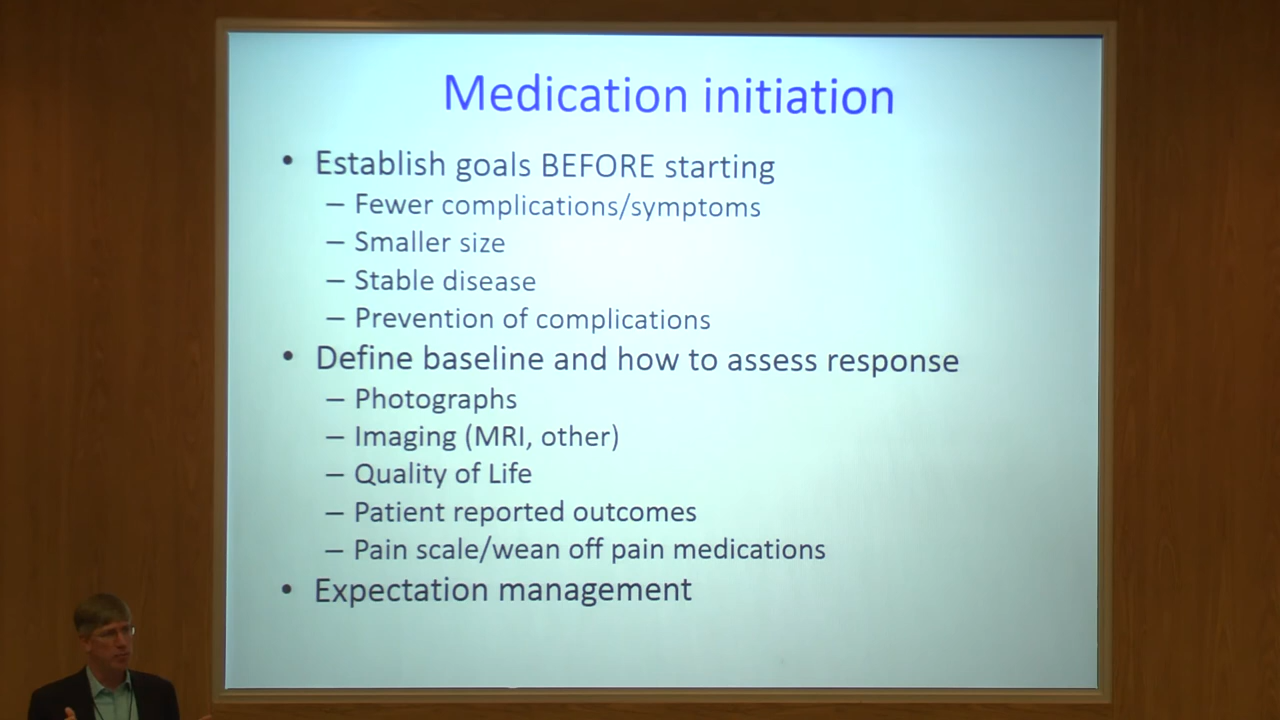 Medication initiation
• Establish goals BEFORE starting
– Fewer complications/symptoms
– Smaller size
– Stable disease
– Prevention of complications
• Define baseline and how to assess response
– Photographs
– Imaging (MRI, other)
– Quality of Life
– Patient reported outcomes
– Pain scale/wean off pain medications
• Expectation management